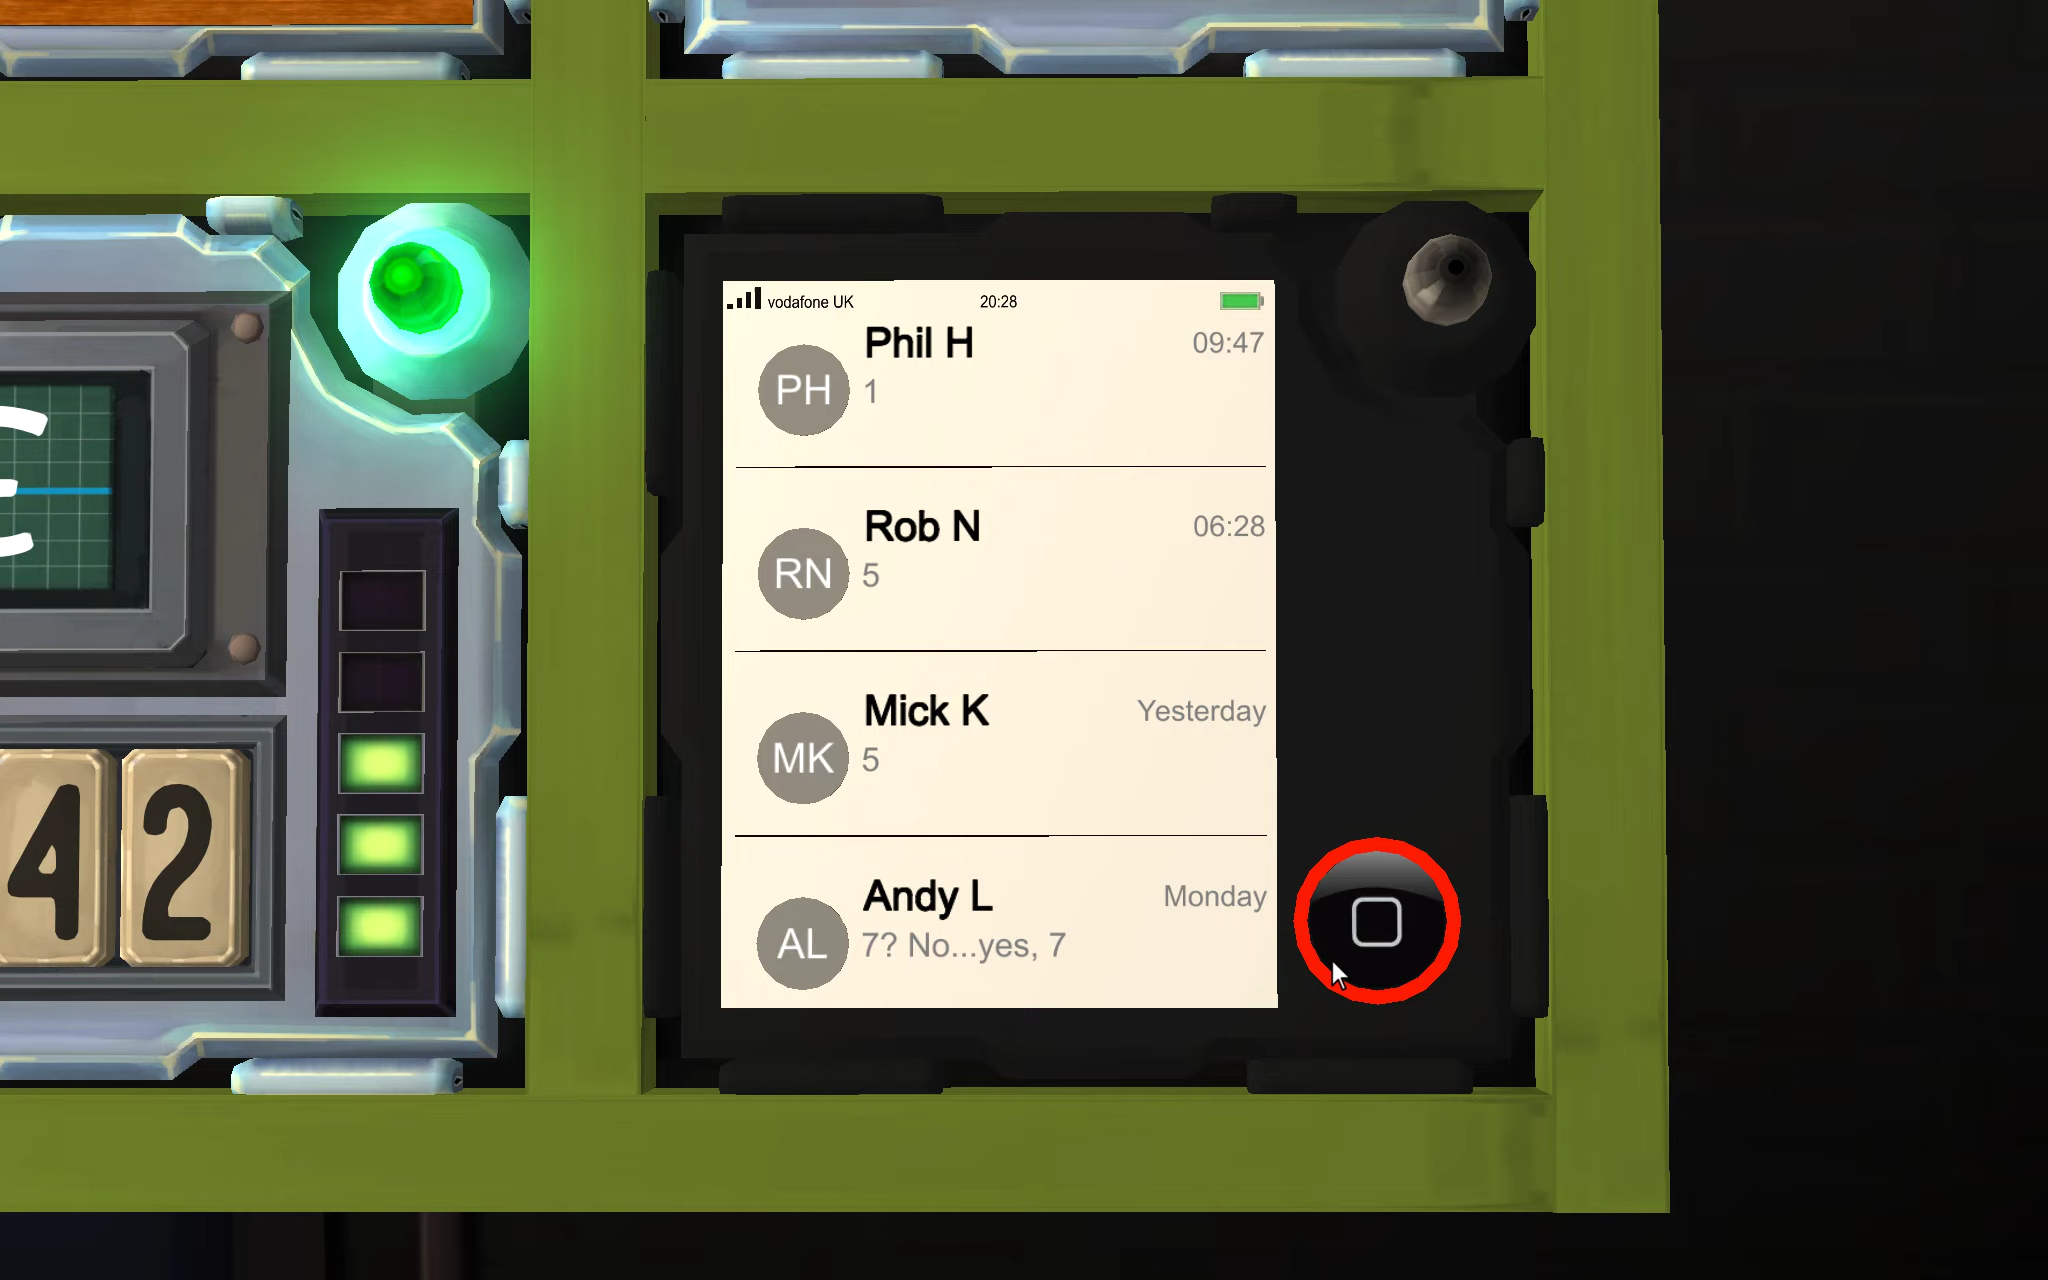 vodafone UK 20:28
Phil H 09:47
PH
1
Rob N 06:28
RN
5
Mick K Yesterday
MK
5
Andy L Monday
AL
7? No...yes, 7
42